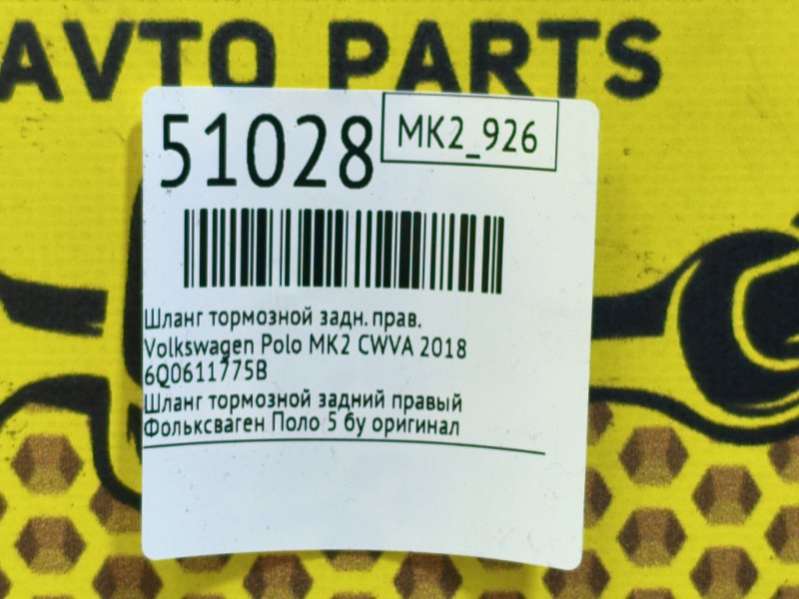 AVTO PARTS
51028
MK2_926
Шланг тормозной задн. прав.
Volkswagen Polo MK2 CWVA 2018
6Q0611775B
Шланг тормозной задний правый
Фольксваген Поло 5 бу оригинал